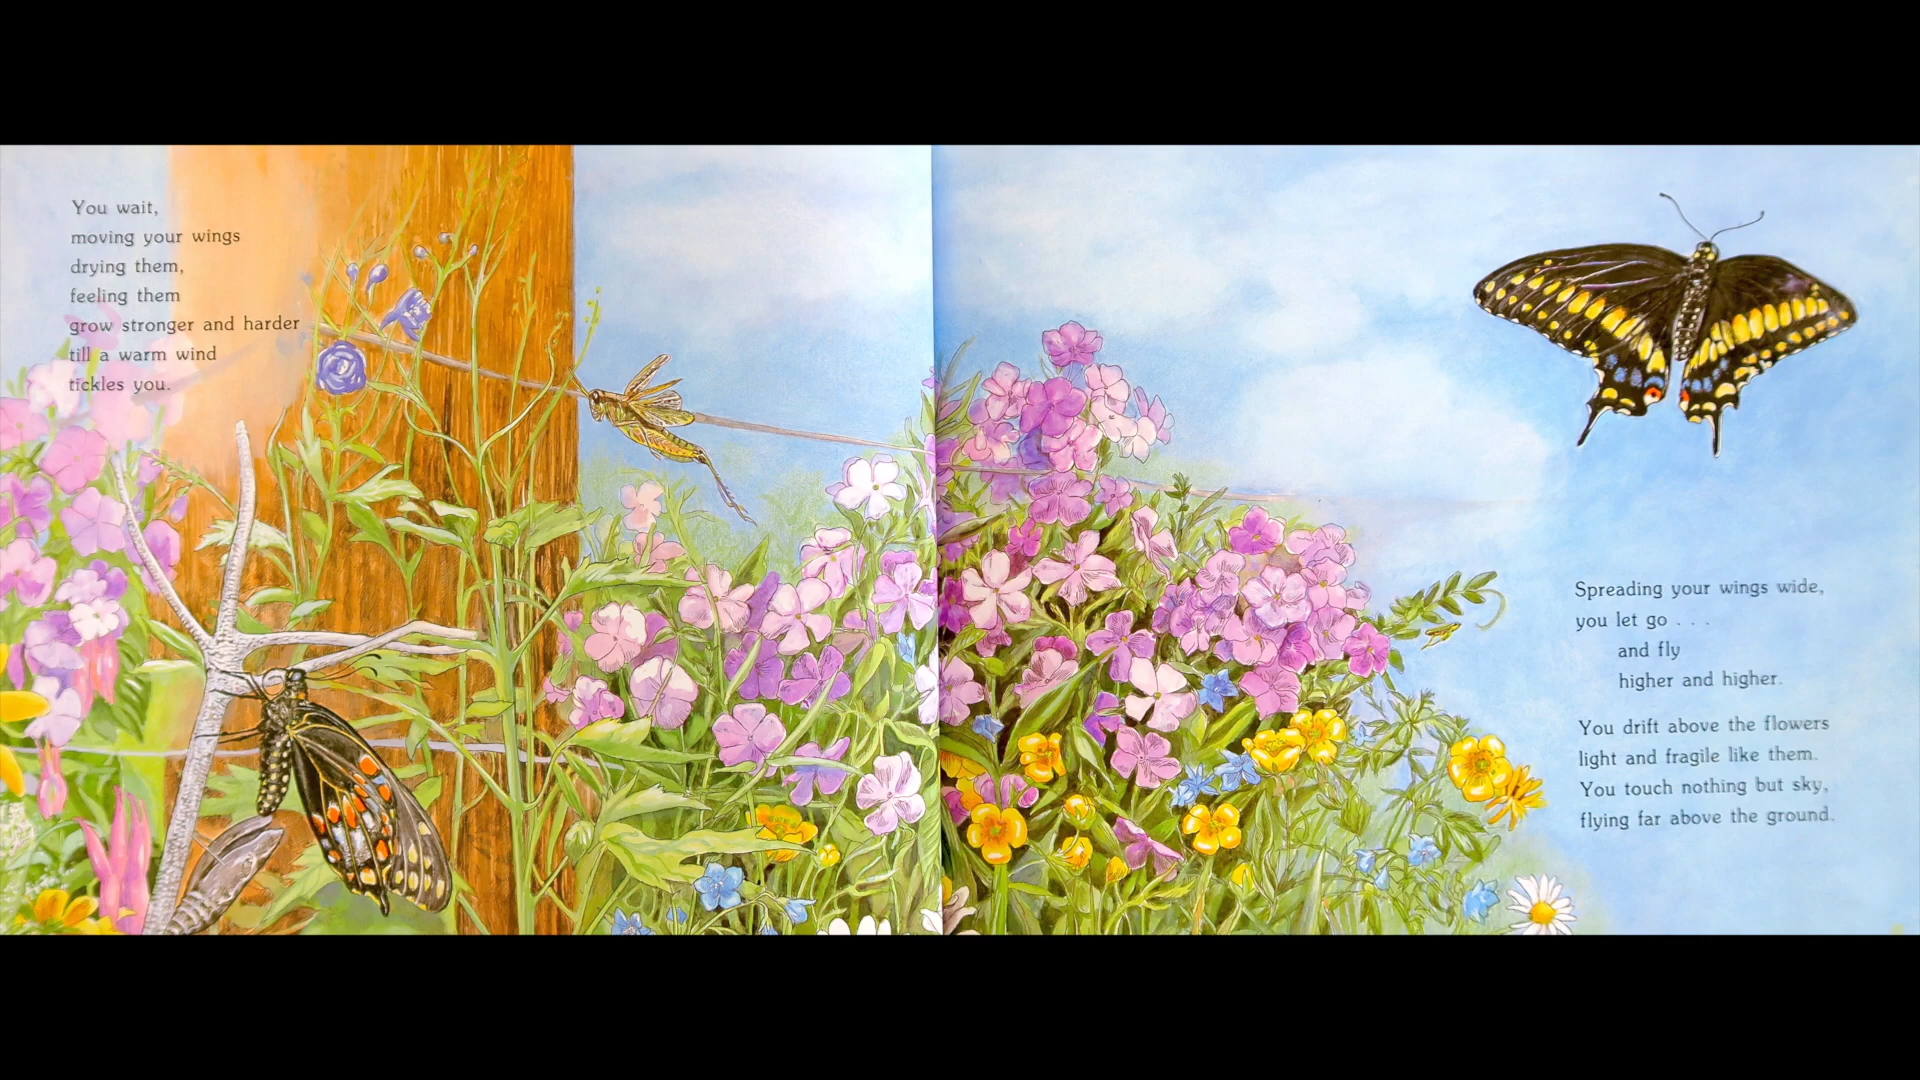 You wait,
moving your wings
drying them,
feeling them
grow stronger and harder
till a warm wind
tickles you.
Spreading your wings wide,
you let go . . .
and fly
higher and higher.
You drift above the flowers
light and fragile like them.
You touch nothing but sky,
flying far above the ground.